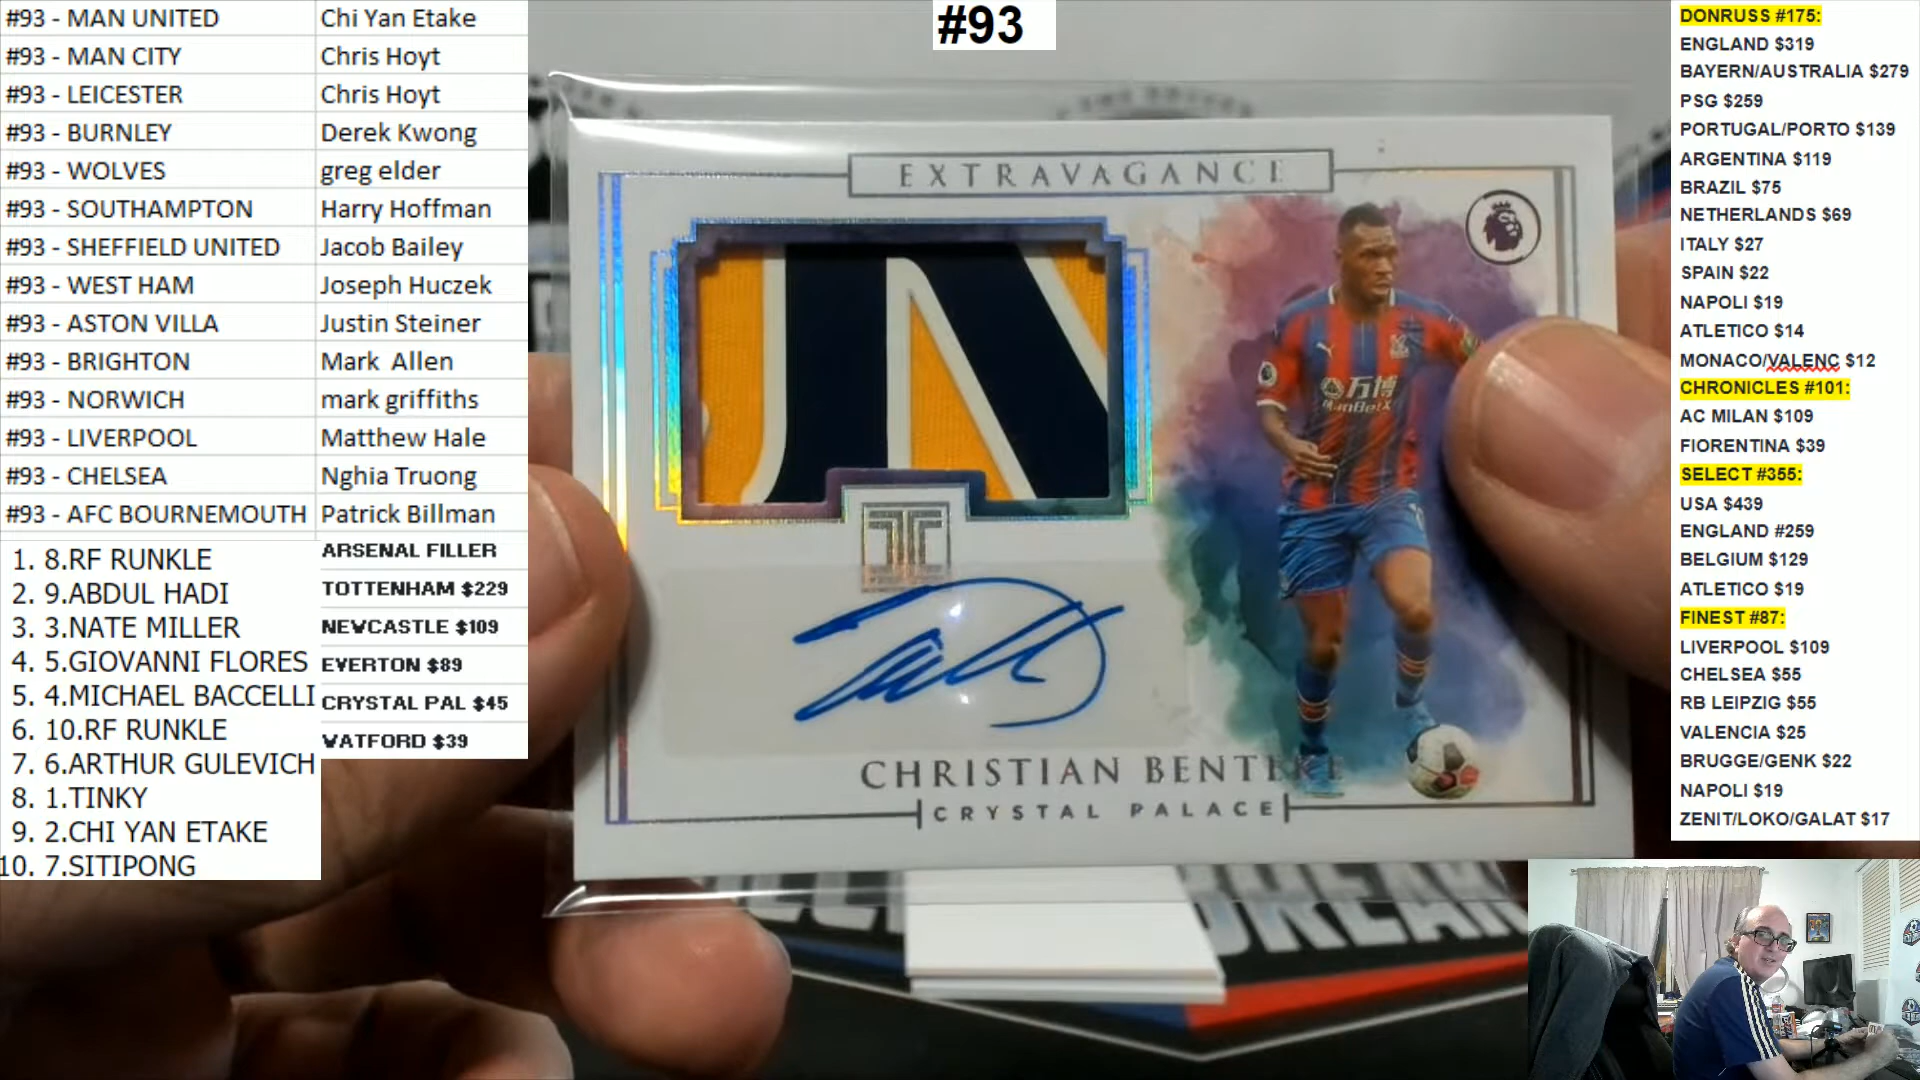 #93 - MAN UNITED Chi Yan Etake
#93 - MAN CITY Chris Hoyt
#93 - LEICESTER Chris Hoyt
#93 - BURNLEY Derek Kwong
#93 - WOLVES greg elder
#93 - SOUTHAMPTON Harry Hoffman
#93 - SHEFFIELD UNITED Jacob Bailey
#93 - WEST HAM Joseph Huczek
#93 - ASTON VILLA Justin Steiner
#93 - BRIGHTON Mark Allen
#93 - NORWICH mark griffiths
#93 - LIVERPOOL Matthew Hale
#93 - CHELSEA Nghia Truong
#93 - AFC BOURNEMOUTH Patrick Billman
1. 8.RF RUNKLE
2. 9.ABDUL HADI
3. 3.NATE MILLER
4. 5.GIOVANNI FLORES
5. 4.MICHAEL BACCELLI
6. 10.RF RUNKLE
7. 6.ARTHUR GULEVICH
8. 1.TINKY
9. 2.CHI YAN ETAKE
10. 7.SITIPONG
ARSENAL FILLER
TOTTENHAM $229
NEWCASTLE $109
EVERTON $89
CRYSTAL PAL $45
WATFORD $39
#93
EXTRAVAGANCE
万博
ManBetX
CHRISTIAN BENTEKE
CRYSTAL PALACE
BREAK
DONRUSS #175:
ENGLAND $319
BAYERN/AUSTRALIA $279
PSG $259
PORTUGAL/PORTO $139
ARGENTINA $119
BRAZIL $75
NETHERLANDS $69
ITALY $27
SPAIN $22
NAPOLI $19
ATLETICO $14
MONACO/VALENC $12
CHRONICLES #101:
AC MILAN $109
FIORENTINA $39
SELECT #355:
USA $439
ENGLAND #259
BELGIUM $129
ATLETICO $19
FINEST #87:
LIVERPOOL $109
CHELSEA $55
RB LEIPZIG $55
VALENCIA $25
BRUGGE/GENK $22
NAPOLI $19
ZENIT/LOKO/GALAT $17